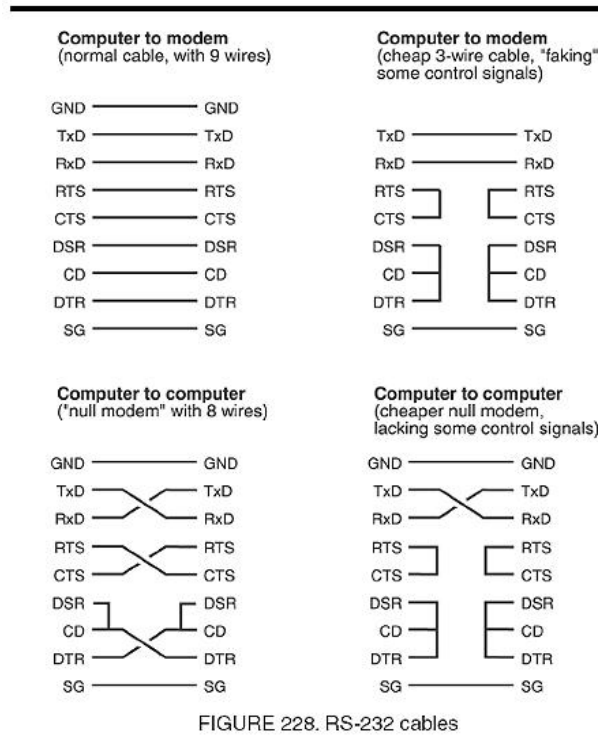 Computer to modem
(normal cable, with 9 wires)
GND GND
TxD TxD
RxD RxD
RTS RTS
CTS CTS
DSR DSR
CD CD
DTR DTR
SG SG
Computer to modem
(cheap 3-wire cable, "faking"
some control signals)
TxD TxD
RxD RxD
RTS RTS
CTS CTS
DSR DSR
CD CD
DTR DTR
SG SG
Computer to computer
("null modem" with 8 wires)
GND GND
TxD TxD
RxD RxD
RTS RTS
CTS CTS
DSR DSR
CD CD
DTR DTR
SG SG
Computer to computer
(cheaper null modem,
lacking some control signals)
GND GND
TxD TxD
RxD RxD
RTS RTS
CTS CTS
DSR DSR
CD CD
DTR DTR
SG SG
FIGURE 228. RS-232 cables